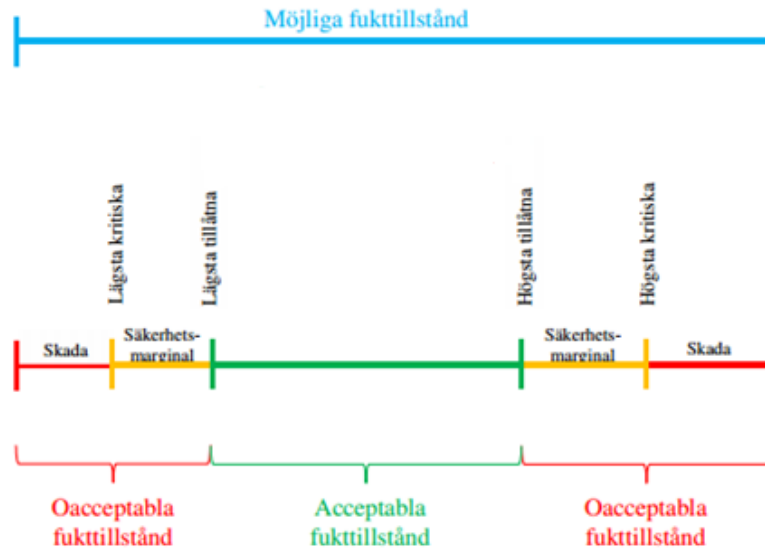 Möjliga fukttillstånd
Lägsta kritiska
Lägsta tillåtna
Högsta tillåtna
Högsta kritiska
Skada
Säkerhets-
marginal
Säkerhets-
marginal
Skada
Oacceptabla
fukttillstånd
Acceptabla
fukttillstånd
Oacceptabla
fukttillstånd